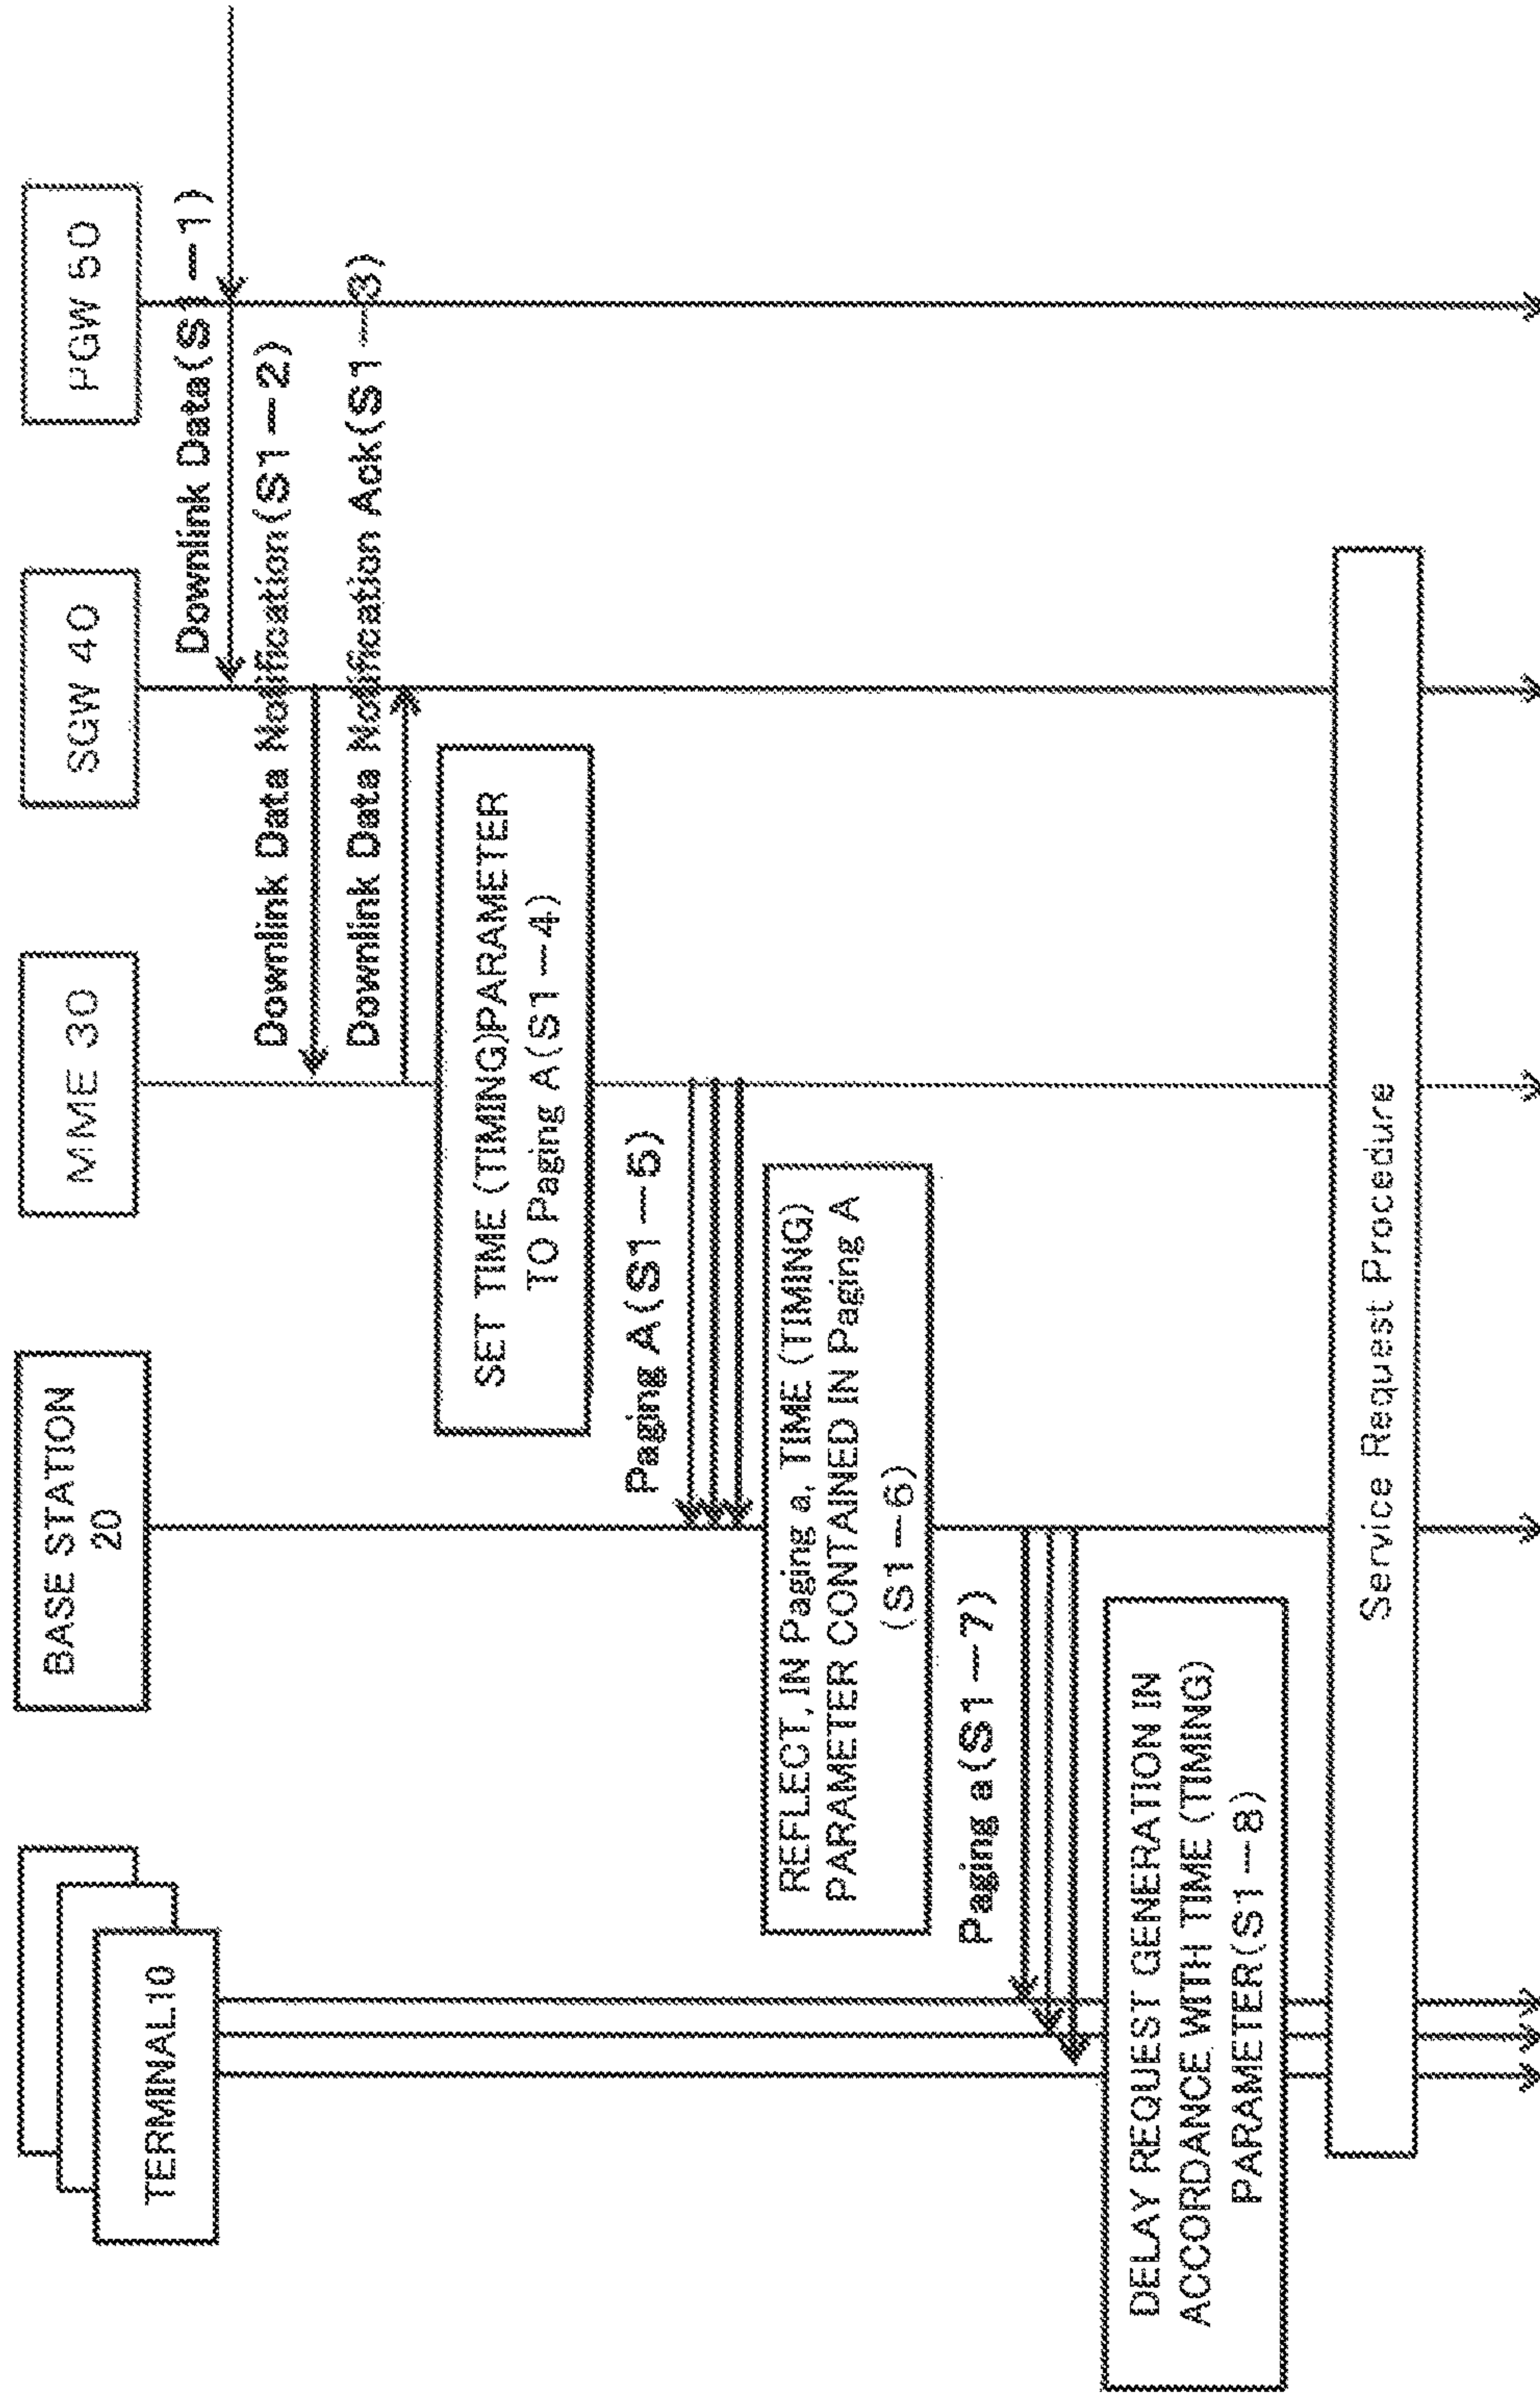 TERMINAL10
BASE STATION
20
MME 30
SGW 40
PGW 50
Downlink Data(S1－1)
Downlink Data Notification(S1－2)
Downlink Data Notification Ack(S1－3)
SET TIME (TIMING)PARAMETER
TO Paging A(S1－4)
Paging A(S1－5)
REFLECT, IN Paging a, TIME (TIMING)
PARAMETER CONTAINED IN Paging A
(S1－6)
Paging a(S1－7)
DELAY REQUEST GENERATION IN
ACCORDANCE WITH TIME (TIMING)
PARAMETER(S1－8)
Service Request Procedure